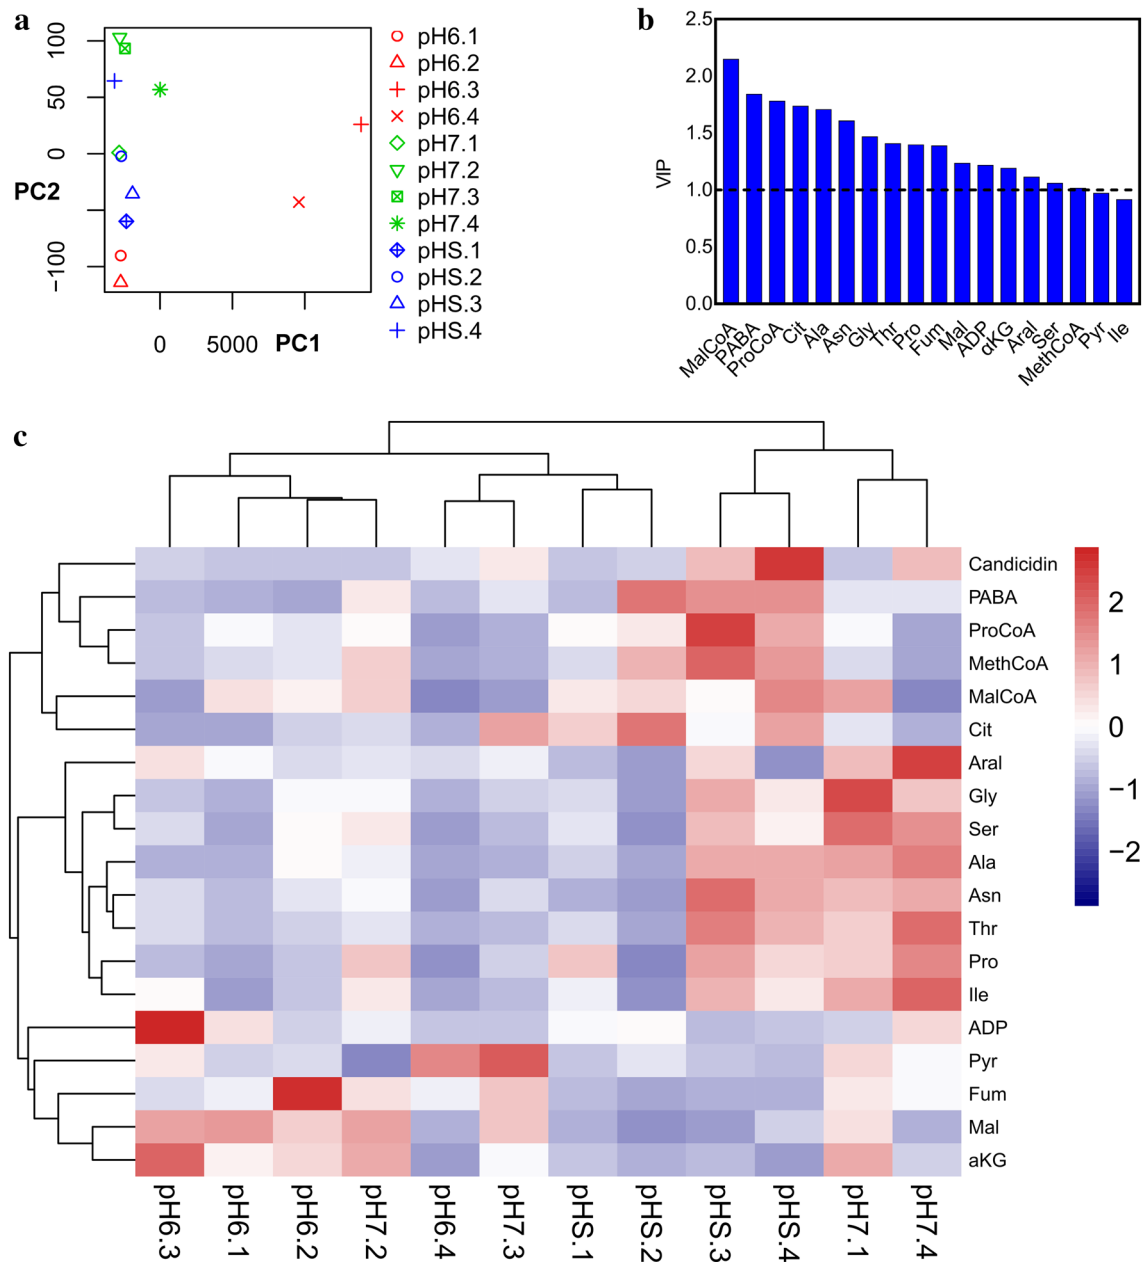 a
100
50
0
−100
PC2
0
5000
PC1
pH6.1
pH6.2
pH6.3
pH6.4
pH7.1
pH7.2
pH7.3
pH7.4
pHS.1
pHS.2
pHS.3
pHS.4
b
2.5
2.0
1.5
1.0
0.5
0.0
VIP
MalCoA
PABA
ProCoA
Cit
Ala
Asn
Gly
Thr
Pro
Fum
Mal
ADP
αKG
Aral
Ser
MethCoA
Pyr
Ile
c
Candicidin
PABA
ProCoA
MethCoA
MalCoA
Cit
Aral
Gly
Ser
Ala
Asn
Thr
Pro
Ile
ADP
Pyr
Fum
Mal
aKG
2
1
0
−1
−2
pH6.3
pH6.1
pH6.2
pH7.2
pH6.4
pH7.3
pHS.1
pHS.2
pHS.3
pHS.4
pH7.1
pH7.4